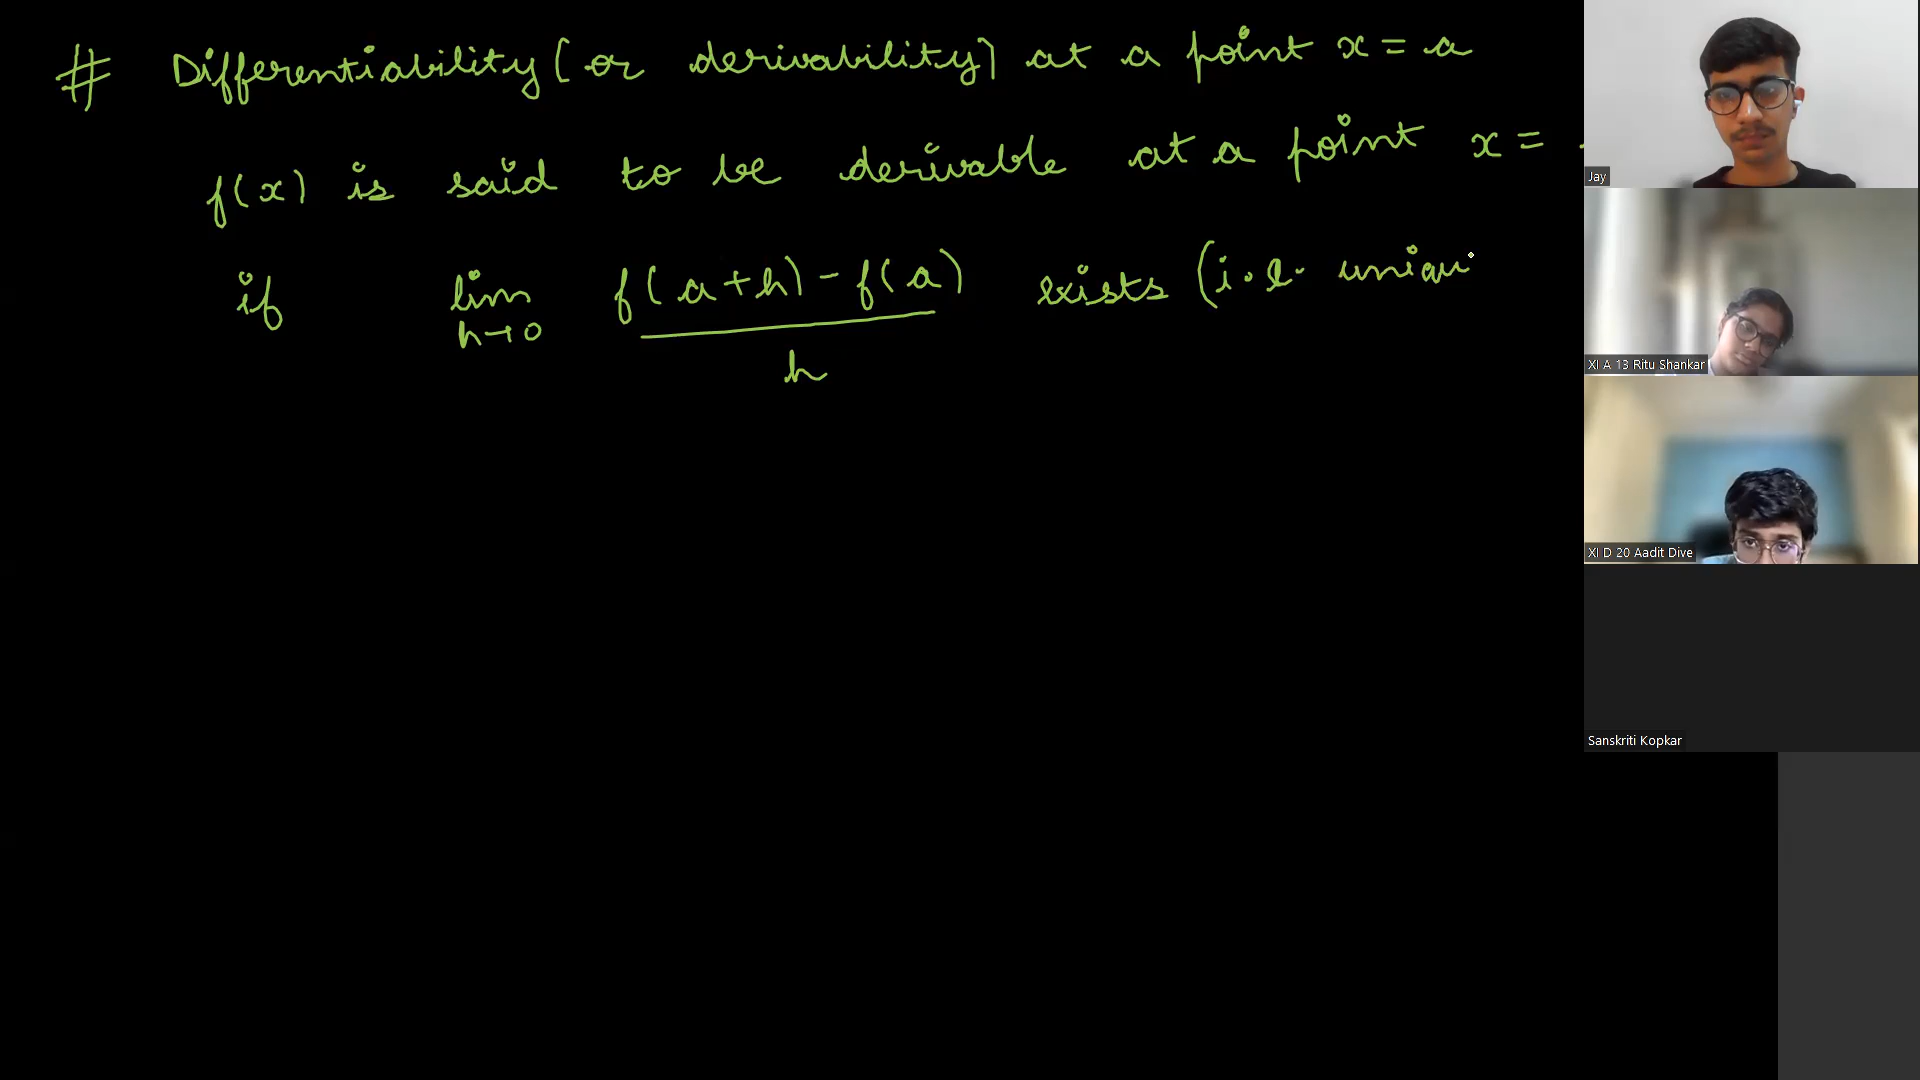 # Differentiability (or derivability) at a point x = a
f(x) is said to be derivable at a point x =
if lim h→0 f(a+h) - f(a) / h exists (i.e. uniqu
Jay
XI A 13 Ritu Shankar
XI D 20 Aadit Dive
Sanskriti Kopkar